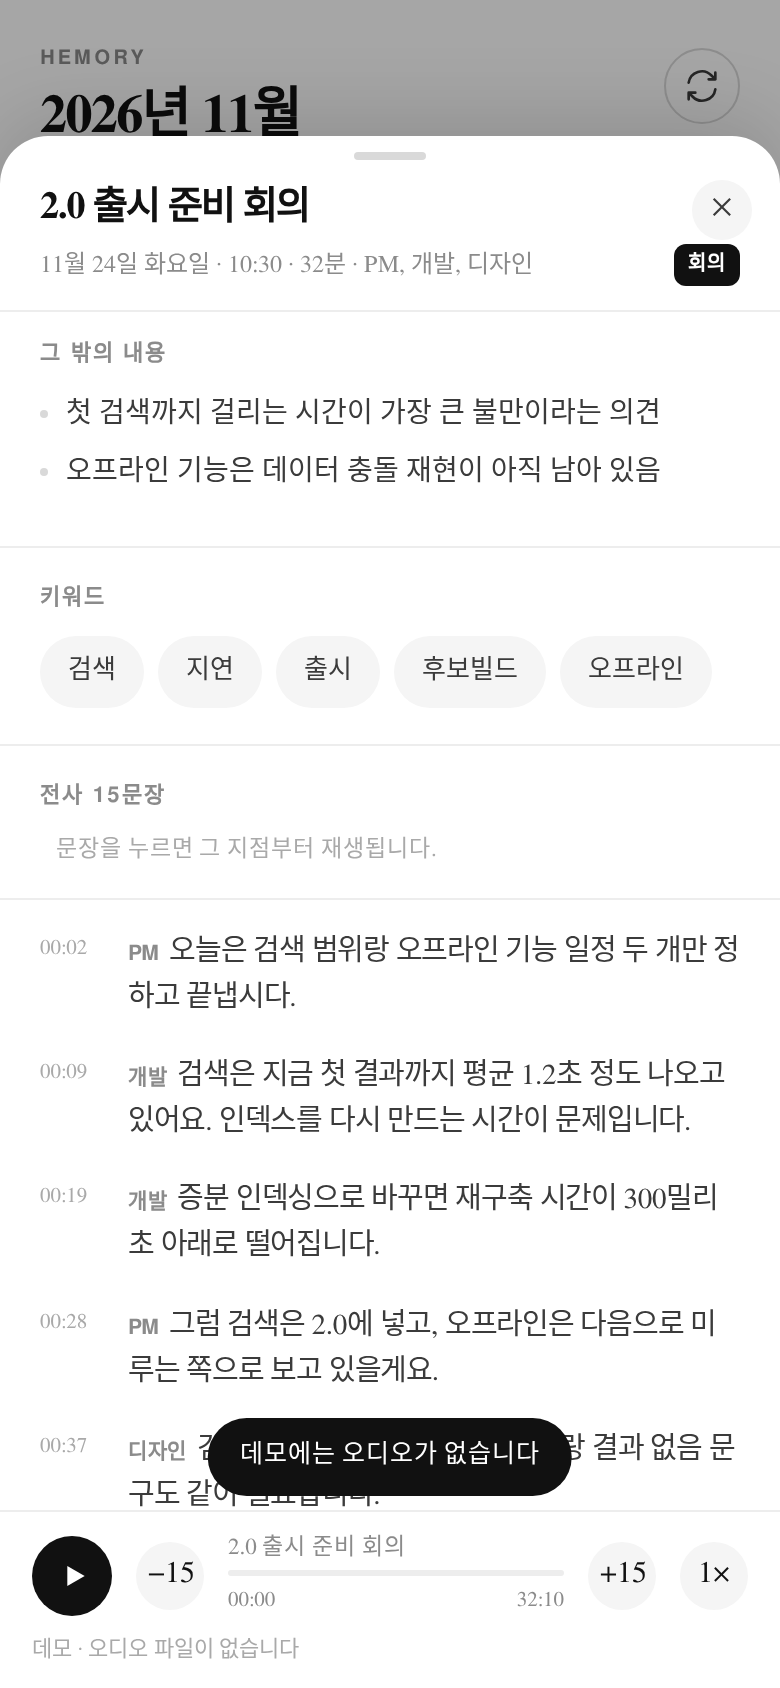 HEMORY
2026년 11월
2.0 출시 준비 회의
11월 24일 화요일 · 10:30 · 32분 · PM, 개발, 디자인
회의
그 밖의 내용
첫 검색까지 걸리는 시간이 가장 큰 불만이라는 의견
오프라인 기능은 데이터 충돌 재현이 아직 남아 있음
키워드
검색
지연
출시
후보빌드
오프라인
전사 15문장
문장을 누르면 그 지점부터 재생됩니다.
00:02
PM 오늘은 검색 범위랑 오프라인 기능 일정 두 개만 정
하고 끝냅시다.
00:09
개발 검색은 지금 첫 결과까지 평균 1.2초 정도 나오고
있어요. 인덱스를 다시 만드는 시간이 문제입니다.
00:19
개발 증분 인덱싱으로 바꾸면 재구축 시간이 300밀리
초 아래로 떨어집니다.
00:28
PM 그럼 검색은 2.0에 넣고, 오프라인은 다음으로 미
루는 쪽으로 보고 있을게요.
00:37
디자인 결과 없음 문
구도 같이
데모에는 오디오가 없습니다
−15
2.0 출시 준비 회의
00:00
32:10
+15
1×
데모 · 오디오 파일이 없습니다